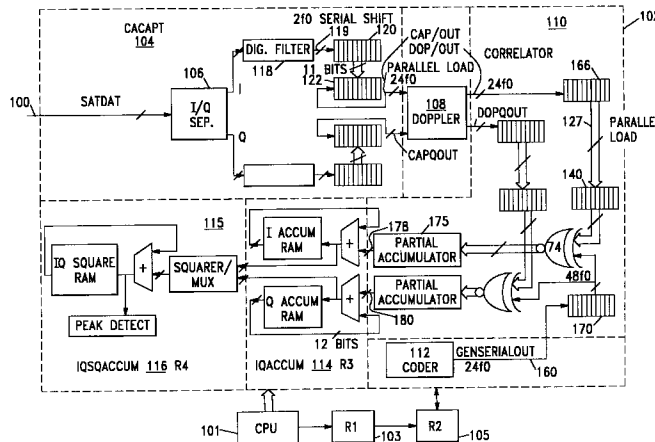 CACAPT
104
2f0 SERIAL SHIFT
119
120
CAP/OUT
DOP/OUT
110
DIG. FILTER
118
11 BITS
122
PARALLEL LOAD
24f0
CORRELATOR
24f0
166
106
I/Q
SEP.
I
Q
100
SATDAT
108
DOPPLER
DOPQOUT
127
PARALLEL
LOAD
CAPQOUT
140
115
I ACCUM
RAM
178
175
PARTIAL
ACCUMULATOR
74
IQ SQUARE
RAM
+
SQUARER/
MUX
+
48f0
PEAK DETECT
Q ACCUM
RAM
+
PARTIAL
ACCUMULATOR
180
170
12 BITS
IQSQACCUM 116 R4
IQACCUM 114 R3
112
CODER
GENSERIALOUT
24f0
160
101
CPU
R1
103
R2
105